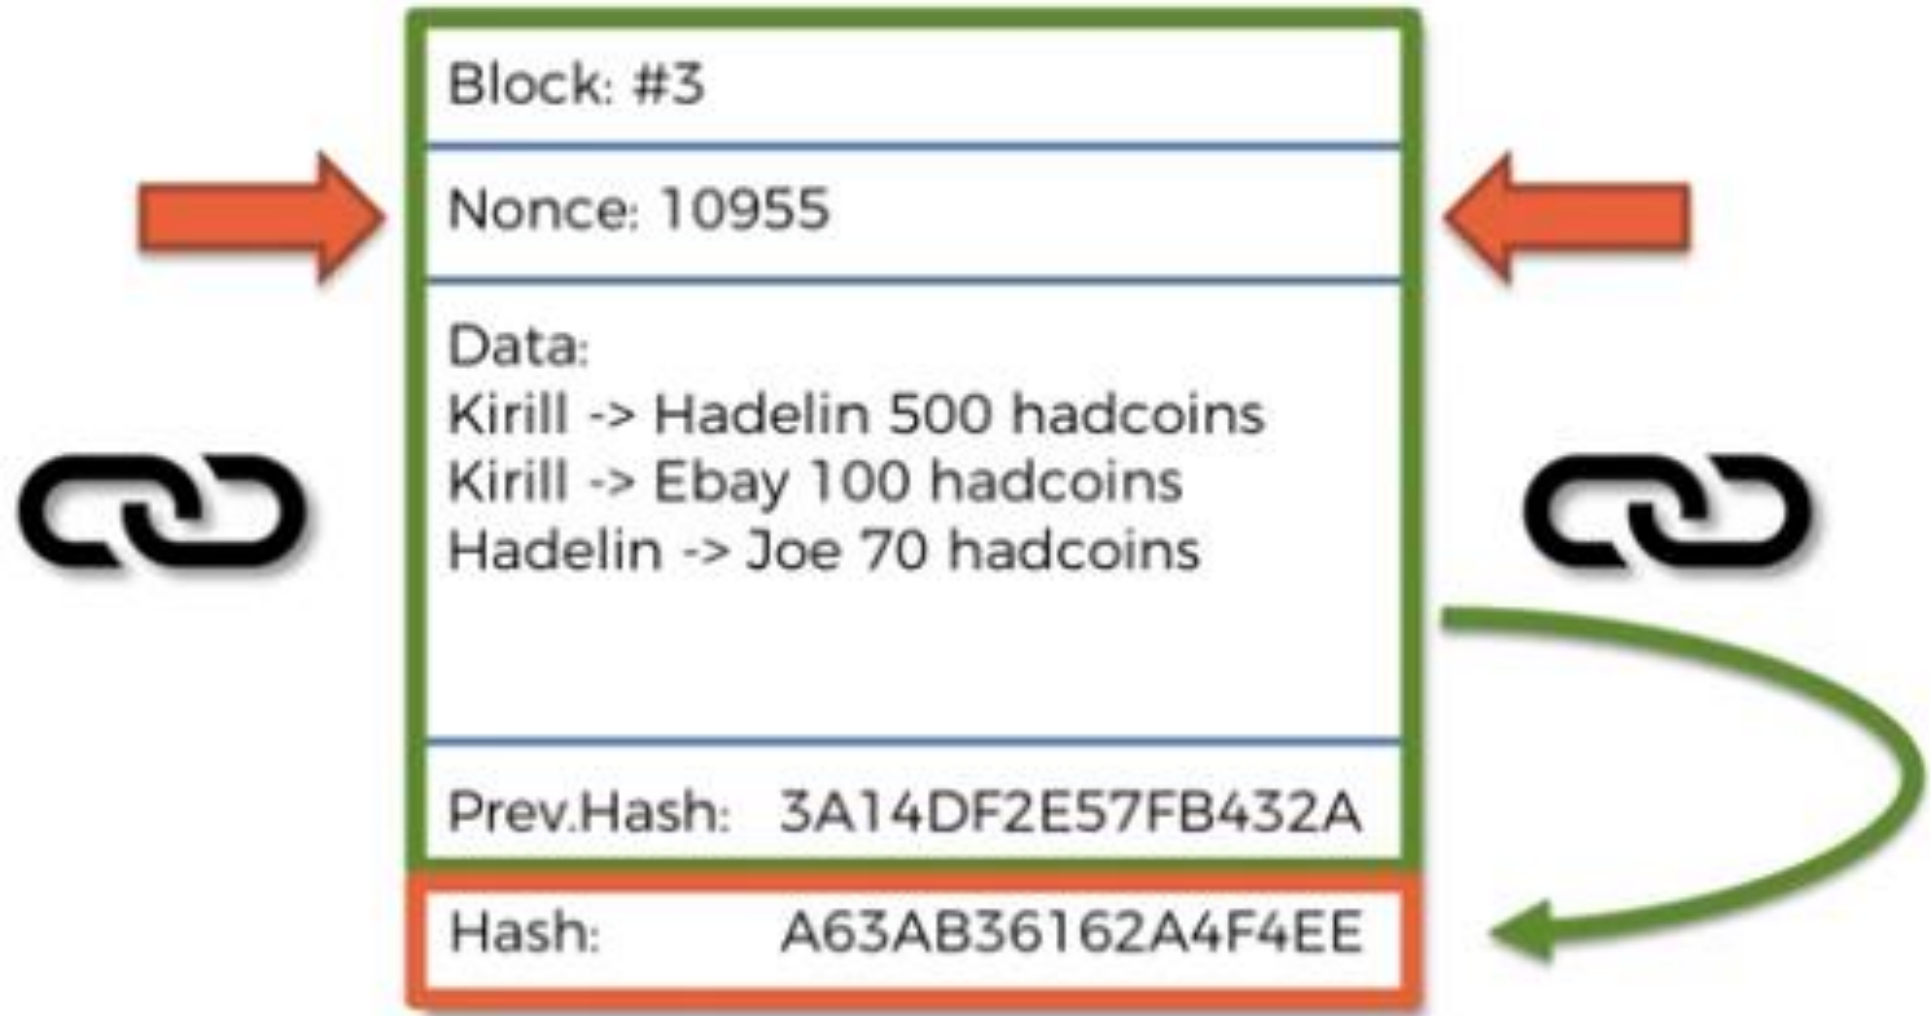 Block: #3
Nonce: 10955
Data:
Kirill -> Hadelin 500 hadcoins
Kirill -> Ebay 100 hadcoins
Hadelin -> Joe 70 hadcoins
Prev.Hash: 3A14DF2E57FB432A
Hash: A63AB36162A4F4EE